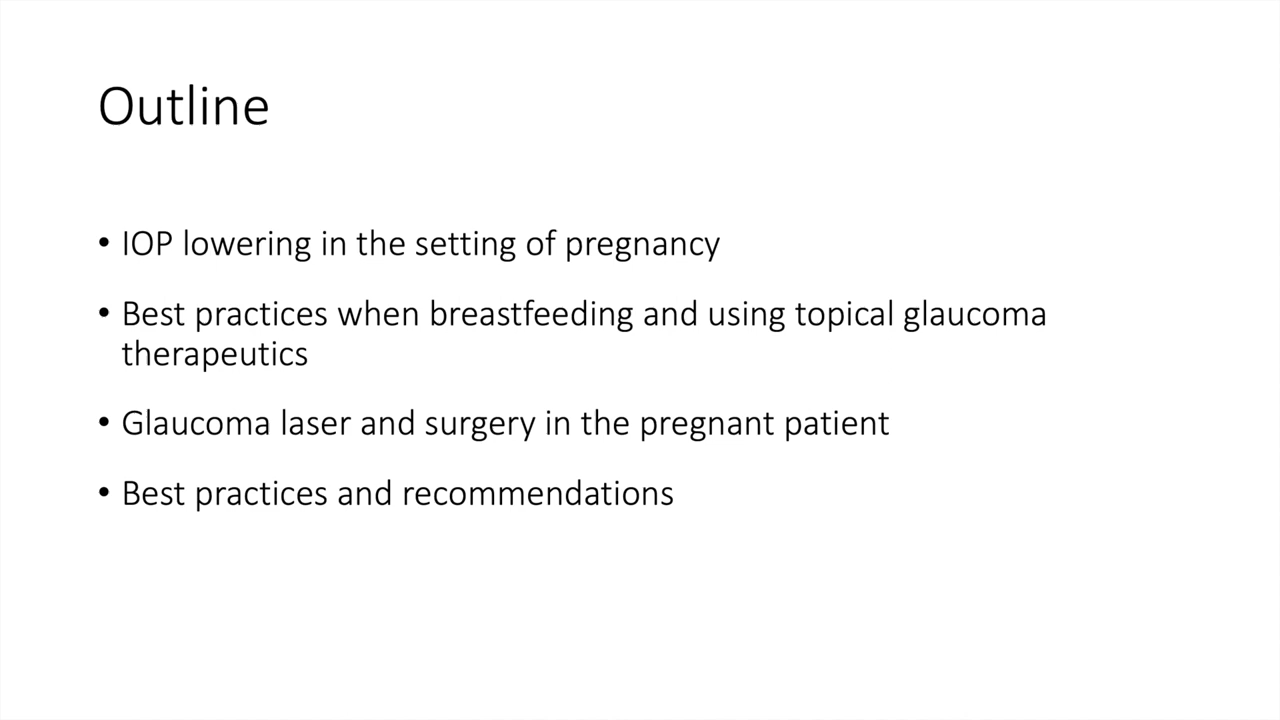 Outline
• IOP lowering in the setting of pregnancy
• Best practices when breastfeeding and using topical glaucoma
therapeutics
• Glaucoma laser and surgery in the pregnant patient
• Best practices and recommendations